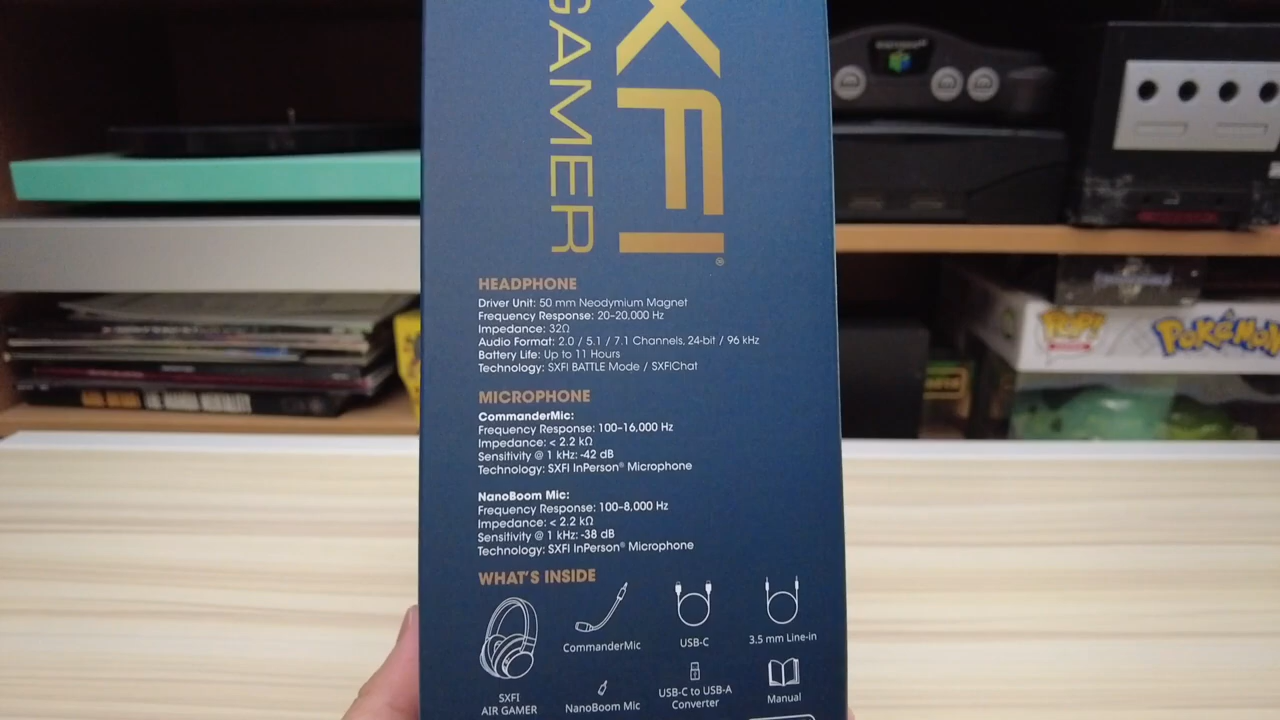 XFI
GAMER
®
HEADPHONE
Driver Unit: 50 mm Neodymium Magnet
Frequency Response: 20-20,000 Hz
Impedance: 32Ω
Audio Format: 2.0 / 5.1 / 7.1 Channels, 24-bit / 96 kHz
Battery Life: Up to 11 Hours
Technology: SXFI BATTLE Mode / SXFIChat
MICROPHONE
CommanderMic:
Frequency Response: 100-16,000 Hz
Impedance: < 2.2 kΩ
Sensitivity @ 1 kHz: -42 dB
Technology: SXFI InPerson® Microphone
NanoBoom Mic:
Frequency Response: 100-8,000 Hz
Impedance: < 2.2 kΩ
Sensitivity @ 1 kHz: -38 dB
Technology: SXFI InPerson® Microphone
WHAT'S INSIDE
SXFI
AIR GAMER
CommanderMic
USB-C
3.5 mm Line-in
NanoBoom Mic
USB-C to USB-A
Converter
Manual
POP!
POKéMON